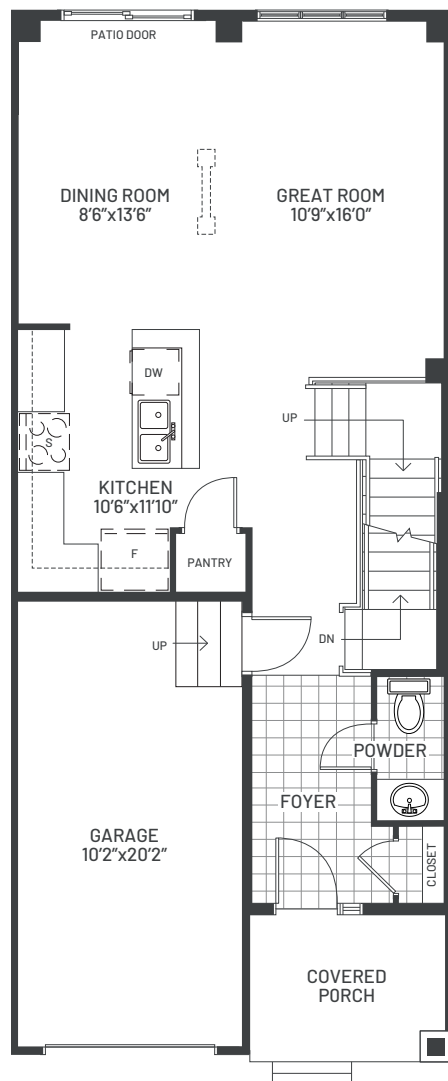 PATIO DOOR
DINING ROOM
8'6"x13'6"
GREAT ROOM
10'9"x16'0"
DW
UP
S
KITCHEN
10'6"x11'10"
F
PANTRY
UP
DN
POWDER
FOYER
GARAGE
10'2"x20'2"
CLOSET
COVERED
PORCH